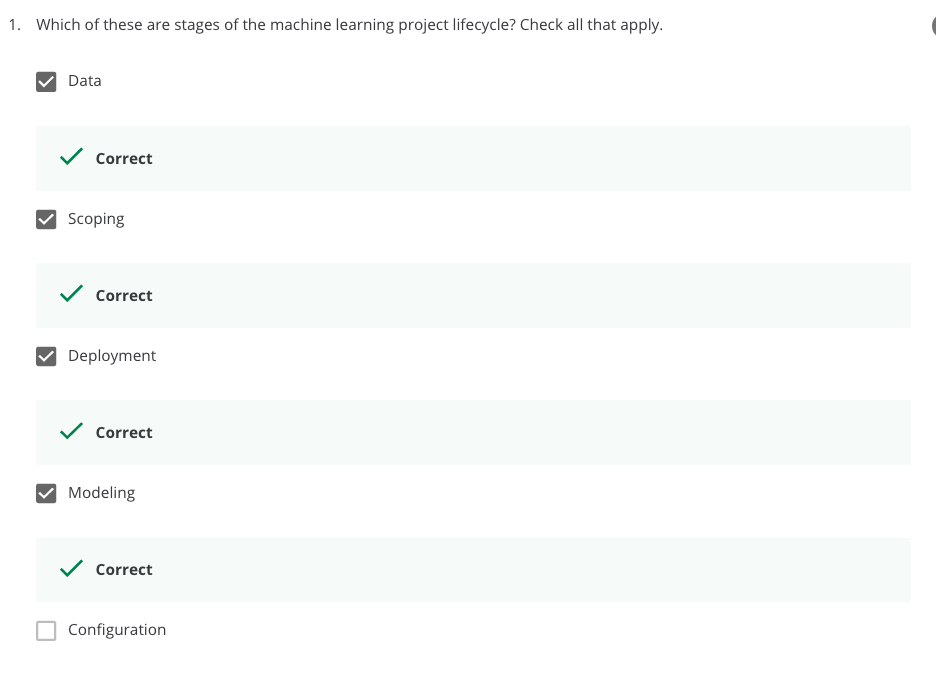 1. Which of these are stages of the machine learning project lifecycle? Check all that apply.
Data
Correct
Scoping
Correct
Deployment
Correct
Modeling
Correct
Configuration